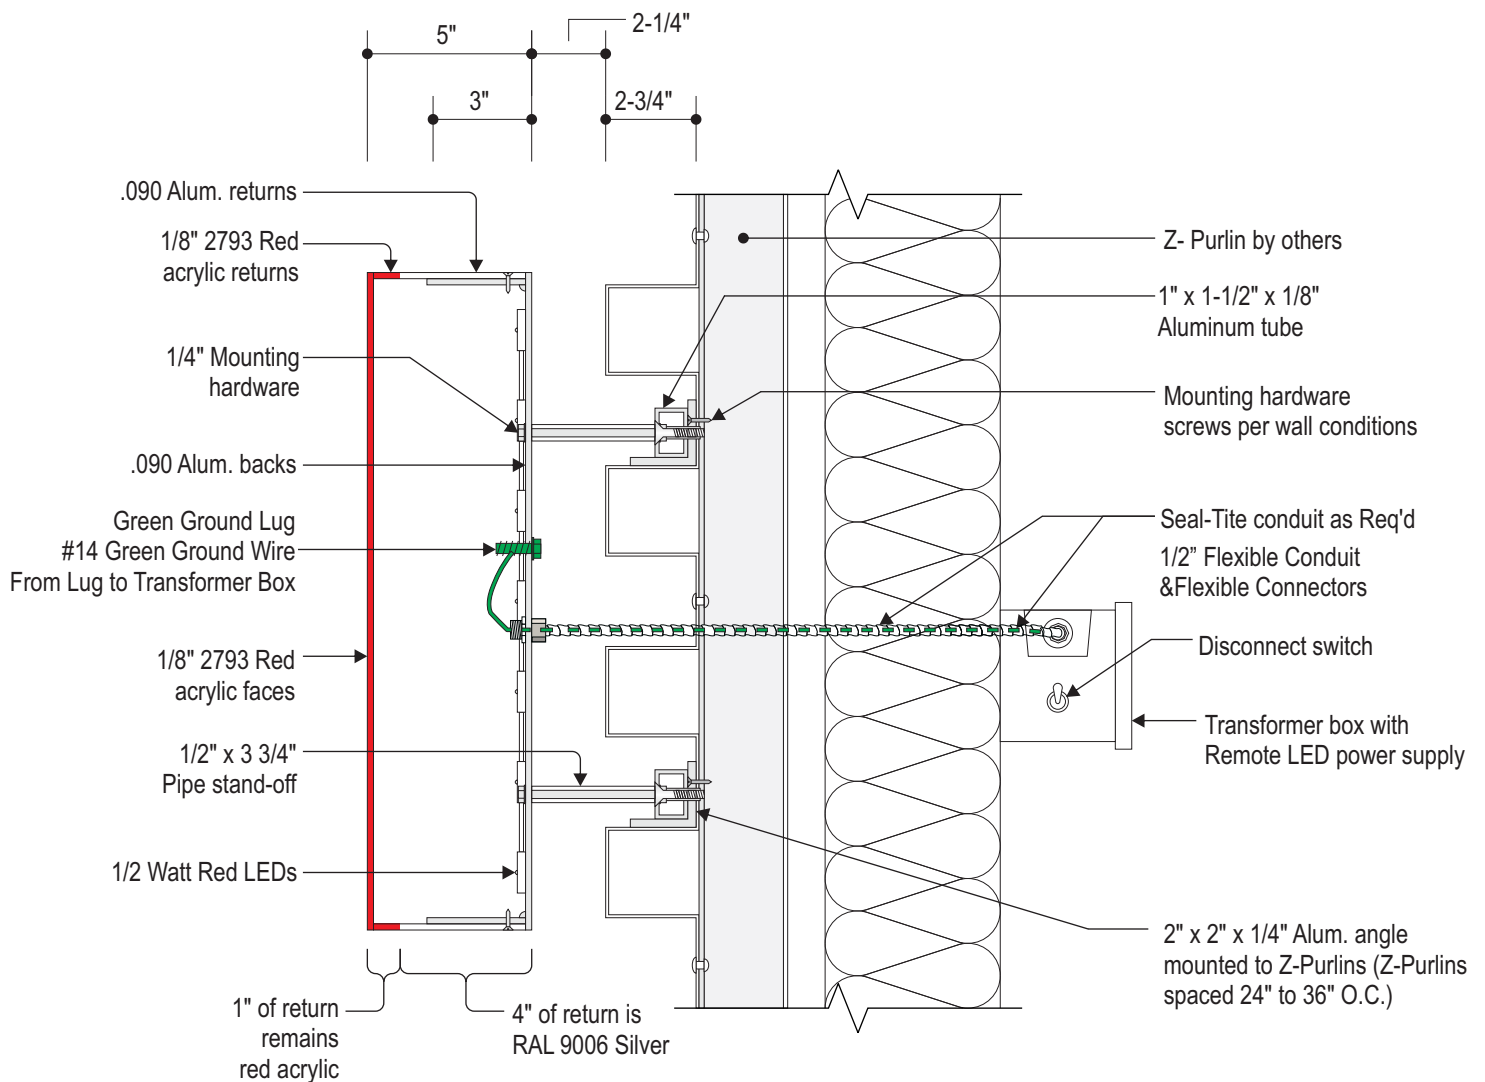 5"
2-1/4"
3"
2-3/4"
.090 Alum. returns
1/8" 2793 Red
acrylic returns
1/4" Mounting
hardware
.090 Alum. backs
Green Ground Lug
#14 Green Ground Wire
From Lug to Transformer Box
1/8" 2793 Red
acrylic faces
1/2" x 3 3/4"
Pipe stand-off
1/2 Watt Red LEDs
1" of return
remains
red acrylic
4" of return is
RAL 9006 Silver
Z- Purlin by others
1" x 1-1/2" x 1/8"
Aluminum tube
Mounting hardware
screws per wall conditions
Seal-Tite conduit as Req'd
1/2” Flexible Conduit
&Flexible Connectors
Disconnect switch
Transformer box with
Remote LED power supply
2" x 2" x 1/4" Alum. angle
mounted to Z-Purlins (Z-Purlins
spaced 24" to 36" O.C.)